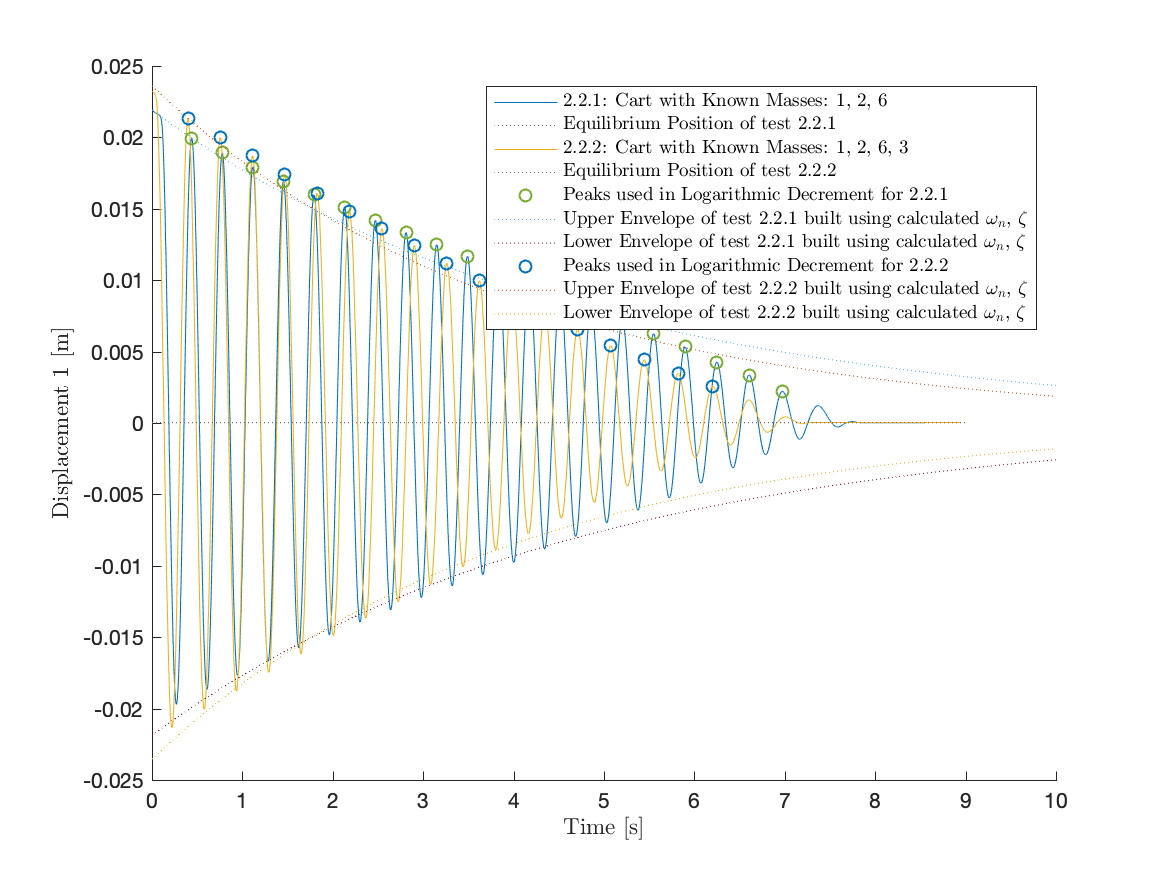 0.025
0.02
0.015
0.01
0.005
0
-0.005
-0.01
-0.015
-0.02
-0.025
Displacement 1 [m]
2.2.1: Cart with Known Masses: 1, 2, 6
Equilibrium Position of test 2.2.1
2.2.2: Cart with Known Masses: 1, 2, 6, 3
Equilibrium Position of test 2.2.2
Peaks used in Logarithmic Decrement for 2.2.1
Upper Envelope of test 2.2.1 built using calculated ωₙ, ζ
Lower Envelope of test 2.2.1 built using calculated ωₙ, ζ
Peaks used in Logarithmic Decrement for 2.2.2
Upper Envelope of test 2.2.2 built using calculated ωₙ, ζ
Lower Envelope of test 2.2.2 built using calculated ωₙ, ζ
0 1 2 3 4 5 6 7 8 9 10
Time [s]